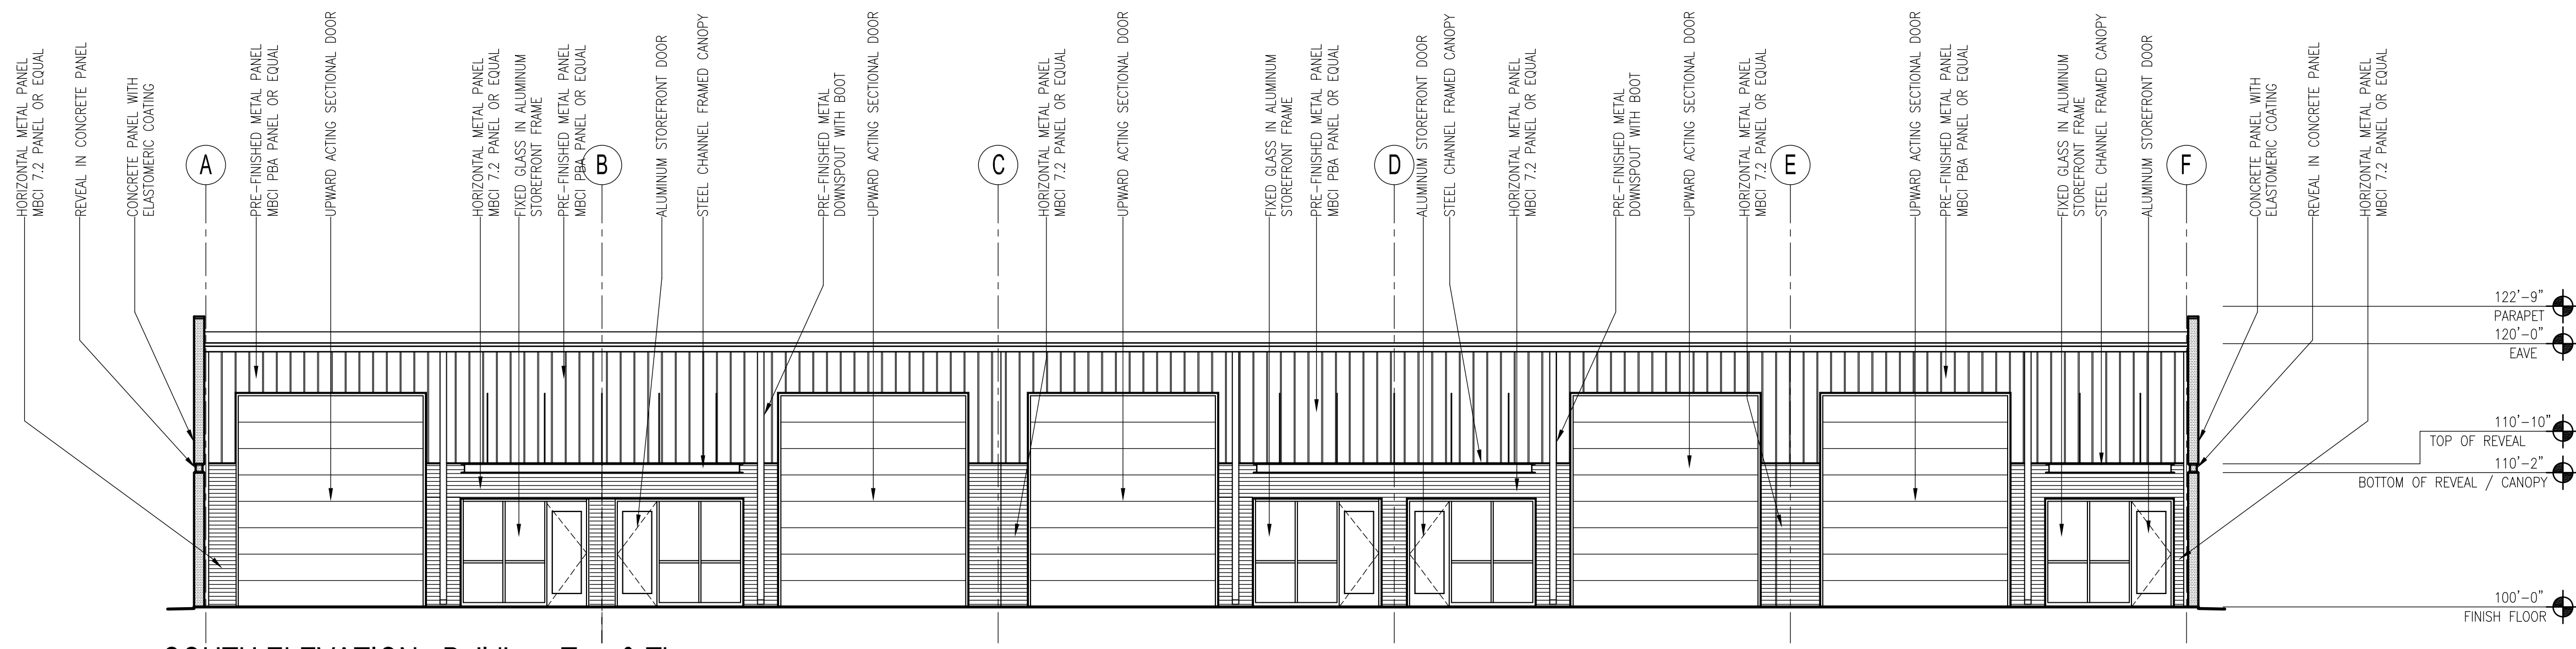 HORIZONTAL METAL PANEL
MBCI 7.2 PANEL OR EQUAL
REVEAL IN CONCRETE PANEL
CONCRETE PANEL WITH
ELASTOMERIC COATING
PRE-FINISHED METAL PANEL
MBCI PBA PANEL OR EQUAL
UPWARD ACTING SECTIONAL DOOR
HORIZONTAL METAL PANEL
MBCI 7.2 PANEL OR EQUAL
FIXED GLASS IN ALUMINUM
STOREFRONT FRAME
PRE-FINISHED METAL PANEL
MBCI PBA PANEL OR EQUAL
ALUMINUM STOREFRONT DOOR
STEEL CHANNEL FRAMED CANOPY
PRE-FINISHED METAL
DOWNSPOUT WITH BOOT
UPWARD ACTING SECTIONAL DOOR
HORIZONTAL METAL PANEL
MBCI 7.2 PANEL OR EQUAL
UPWARD ACTING SECTIONAL DOOR
FIXED GLASS IN ALUMINUM
STOREFRONT FRAME
PRE-FINISHED METAL PANEL
MBCI PBA PANEL OR EQUAL
ALUMINUM STOREFRONT DOOR
STEEL CHANNEL FRAMED CANOPY
HORIZONTAL METAL PANEL
MBCI 7.2 PANEL OR EQUAL
PRE-FINISHED METAL
DOWNSPOUT WITH BOOT
UPWARD ACTING SECTIONAL DOOR
HORIZONTAL METAL PANEL
MBCI 7.2 PANEL OR EQUAL
UPWARD ACTING SECTIONAL DOOR
PRE-FINISHED METAL PANEL
MBCI PBA PANEL OR EQUAL
FIXED GLASS IN ALUMINUM
STOREFRONT FRAME
STEEL CHANNEL FRAMED CANOPY
ALUMINUM STOREFRONT DOOR
CONCRETE PANEL WITH
ELASTOMERIC COATING
REVEAL IN CONCRETE PANEL
HORIZONTAL METAL PANEL
MBCI 7.2 PANEL OR EQUAL
A
B
C
D
E
F
122'-9"
PARAPET
120'-0"
EAVE
110'-10"
TOP OF REVEAL
110'-2"
BOTTOM OF REVEAL / CANOPY
100'-0"
FINISH FLOOR
SOUTH ELEVATION - Buildings Two & Th